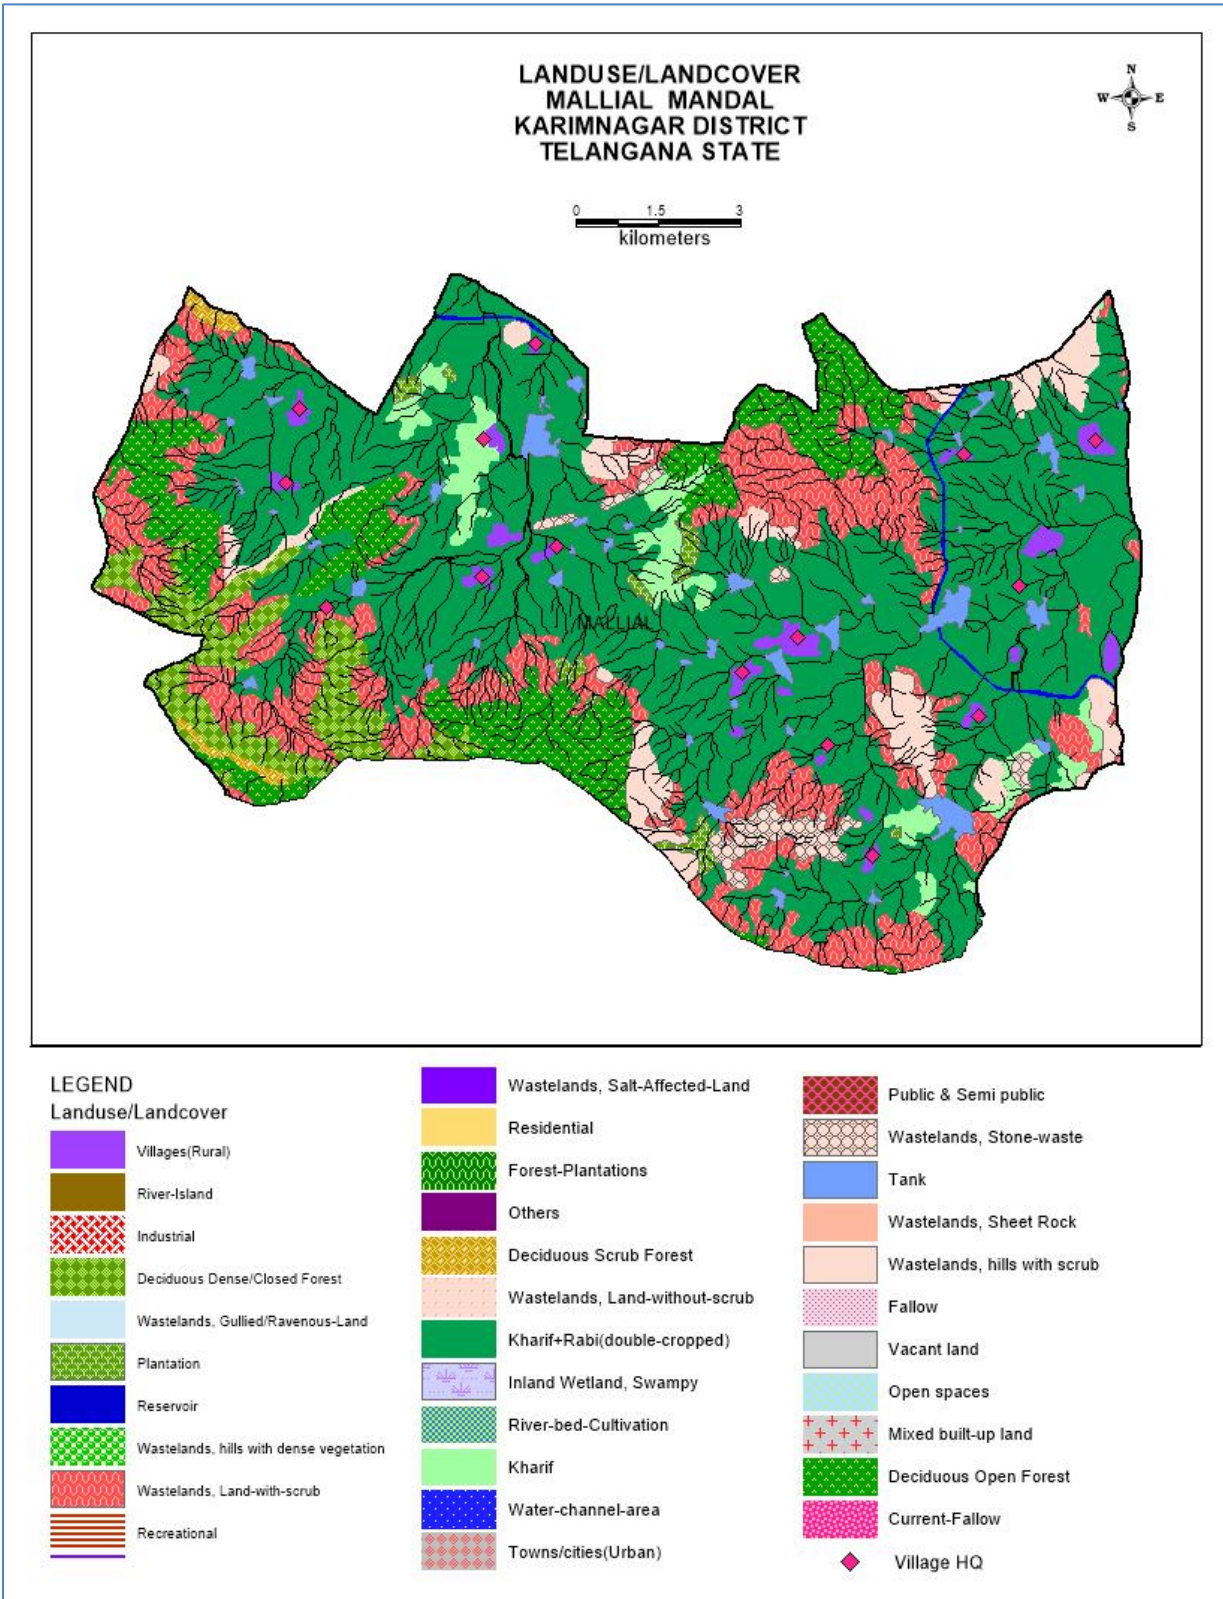 LANDUSE/LANDCOVER
MALLIAL MANDAL
KARIMNAGAR DISTRICT
TELANGANA STATE
N
W E
S
0 1.5 3
kilometers
MALLIAL
LEGEND
Landuse/Landcover
Villages(Rural)
River-Island
Industrial
Deciduous Dense/Closed Forest
Wastelands, Gullied/Ravenous-Land
Plantation
Reservoir
Wastelands, hills with dense vegetation
Wastelands, Land-with-scrub
Recreational
Wastelands, Salt-Affected-Land
Residential
Forest-Plantations
Others
Deciduous Scrub Forest
Wastelands, Land-without-scrub
Kharif+Rabi(double-cropped)
Inland Wetland, Swampy
River-bed-Cultivation
Kharif
Water-channel-area
Towns/cities(Urban)
Public & Semi public
Wastelands, Stone-waste
Tank
Wastelands, Sheet Rock
Wastelands, hills with scrub
Fallow
Vacant land
Open spaces
Mixed built-up land
Deciduous Open Forest
Current-Fallow
Village HQ